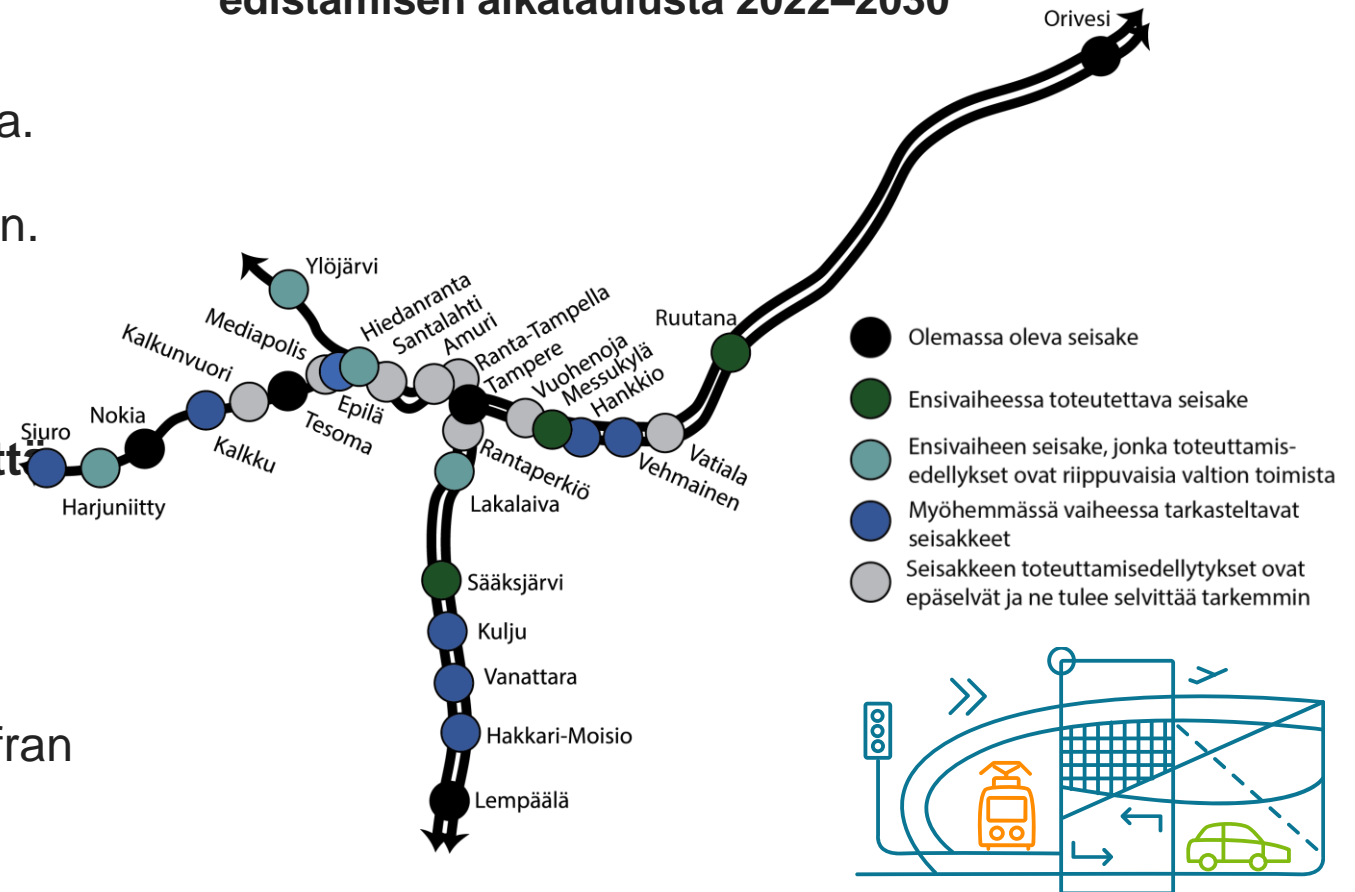 edistämisen aikataulusta 2022–2030
Orivesi
a.
n.
Ylöjärvi
Hiedanranta
Santalahti
Amuri
Ranta-Tampella
Tampere
Mediapolis
Kalkunvuori
Ruutana
Vuohenoja
Messukylä
Hankkio
Epilä
Tesoma
Nokia
Siuro
Kalkku
ttä
Harjuniitty
Rantaperkiö
Vehmainen
Vatiala
Lakalaiva
Sääksjärvi
Kulju
Vanattara
Hakkari-Moisio
Lempäälä
fran
Olemassa oleva seisake
Ensivaiheessa toteutettava seisake
Ensivaiheen seisake, jonka toteuttamis-
edellykset ovat riippuvaisia valtion toimista
Myöhemmässä vaiheessa tarkasteltavat
seisakkeet
Seisakkeen toteuttamisedellytykset ovat
epäselvät ja ne tulee selvittää tarkemmin